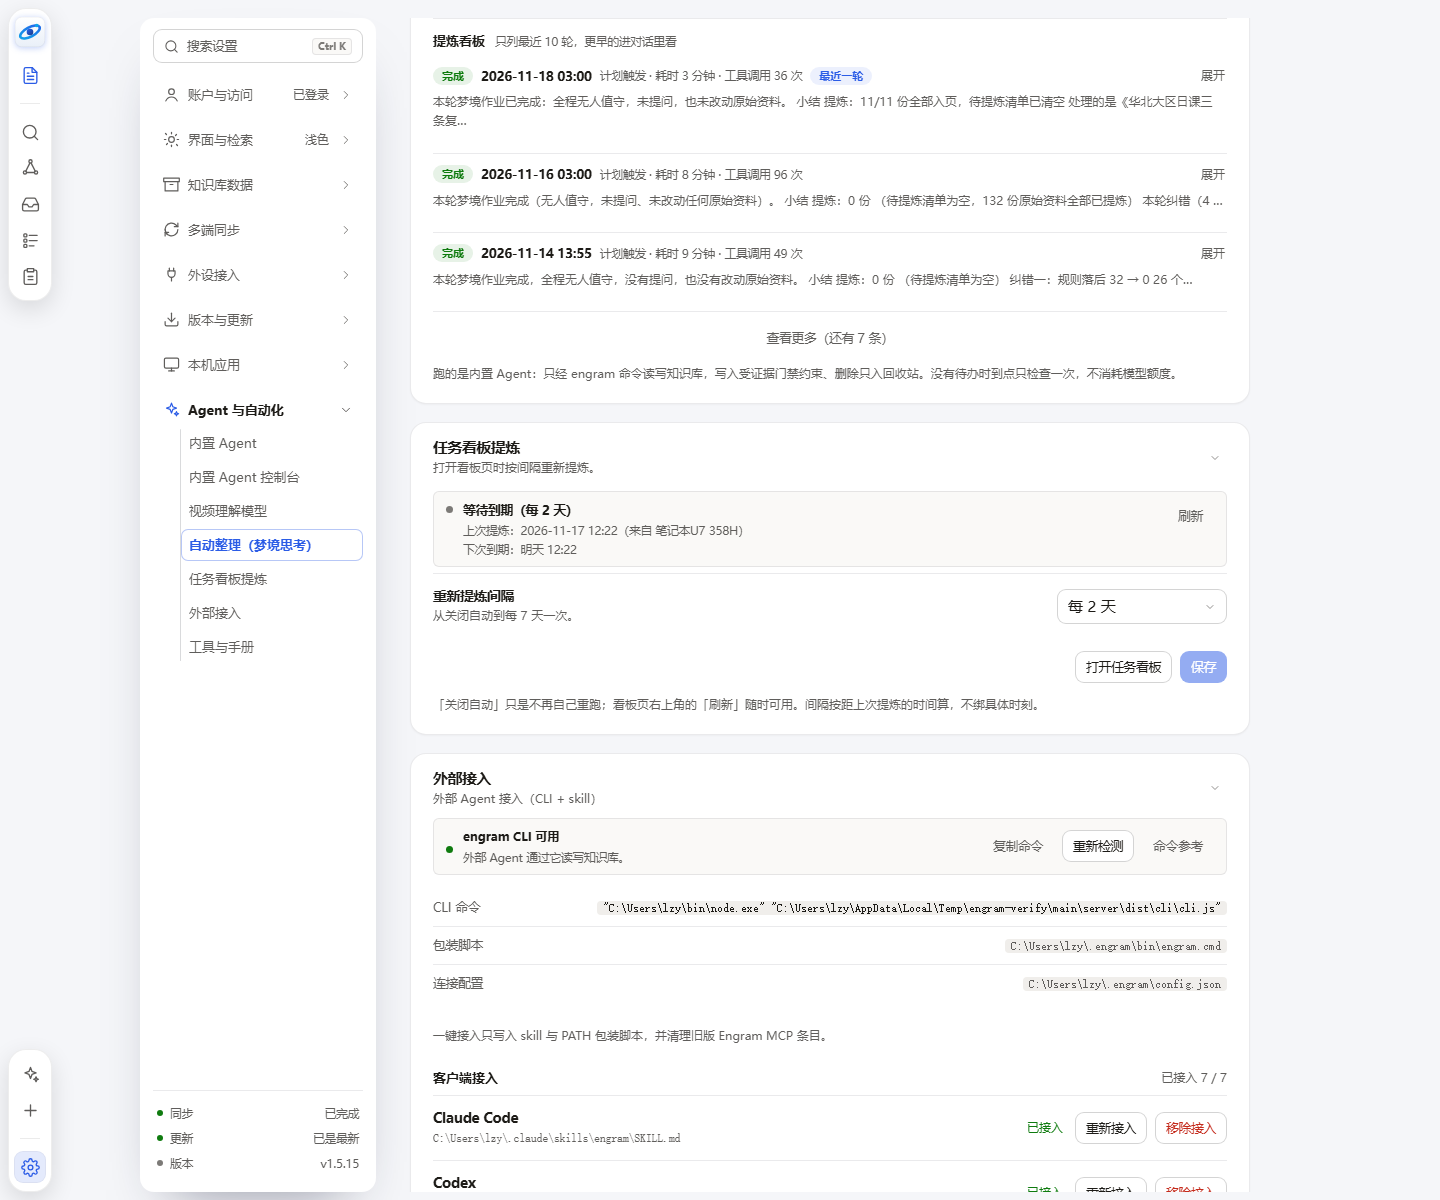 搜索设置 Ctrl K
账户与访问 已登录
界面与检索 浅色
知识库数据
多端同步
外设接入
版本与更新
本机应用
Agent 与自动化
内置 Agent
内置 Agent 控制台
视频理解模型
自动整理（梦境思考）
任务看板提炼
外部接入
工具与手册
同步 已完成
更新 已是最新
版本 v1.5.15
提炼看板 只列最近 10 轮，更早的进对话里看
完成 2026-11-18 03:00 计划触发 · 耗时 3 分钟 · 工具调用 36 次 最近一轮 展开
本轮梦境作业已完成：全程无人值守，未提问，也未改动原始资料。 小结 提炼：11/11 份全部入页，待提炼清单已清空 处理的是《华北大区日课三
条复...
完成 2026-11-16 03:00 计划触发 · 耗时 8 分钟 · 工具调用 96 次 展开
本轮梦境作业完成（无人值守，未提问、未改动任何原始资料）。 小结 提炼：0 份 （待提炼清单为空，132 份原始资料全部已提炼） 本轮纠错（4 ...
完成 2026-11-14 13:55 计划触发 · 耗时 9 分钟 · 工具调用 49 次 展开
本轮梦境作业完成，全程无人值守，没有提问，也没有改动原始资料。 小结 提炼：0 份 （待提炼清单为空） 纠错一：规则落后 32 → 0 26 个...
查看更多（还有 7 条）
跑的是内置 Agent：只经 engram 命令读写知识库，写入受证据门禁约束、删除只入回收站。没有待办时到点只检查一次，不消耗模型额度。
任务看板提炼
打开看板页时按间隔重新提炼。
等待到期（每 2 天）
上次提炼：2026-11-17 12:22（来自 笔记本U7 358H）
下次到期：明天 12:22
刷新
重新提炼间隔
从关闭自动到每 7 天一次。
每 2 天
打开任务看板 保存
「关闭自动」只是不再自己重跑；看板页右上角的「刷新」随时可用。间隔按距上次提炼的时间算，不绑具体时刻。
外部接入
外部 Agent 接入（CLI + skill）
engram CLI 可用
外部 Agent 通过它读写知识库。
复制命令 重新检测 命令参考
CLI 命令 "C:\Users\lzy\bin\node.exe" "C:\Users\lzy\AppData\Local\Temp\engram-verify\main\server\dist\cli\cli.js"
包装脚本 C:\Users\lzy\.engram\bin\engram.cmd
连接配置 C:\Users\lzy\.engram\config.json
一键接入只写入 skill 与 PATH 包装脚本，并清理旧版 Engram MCP 条目。
客户端接入 已接入 7 / 7
Claude Code
C:\Users\lzy\.claude\skills\engram\SKILL.md
已接入 重新接入 移除接入
Codex
已接入 重新接入 移除接入